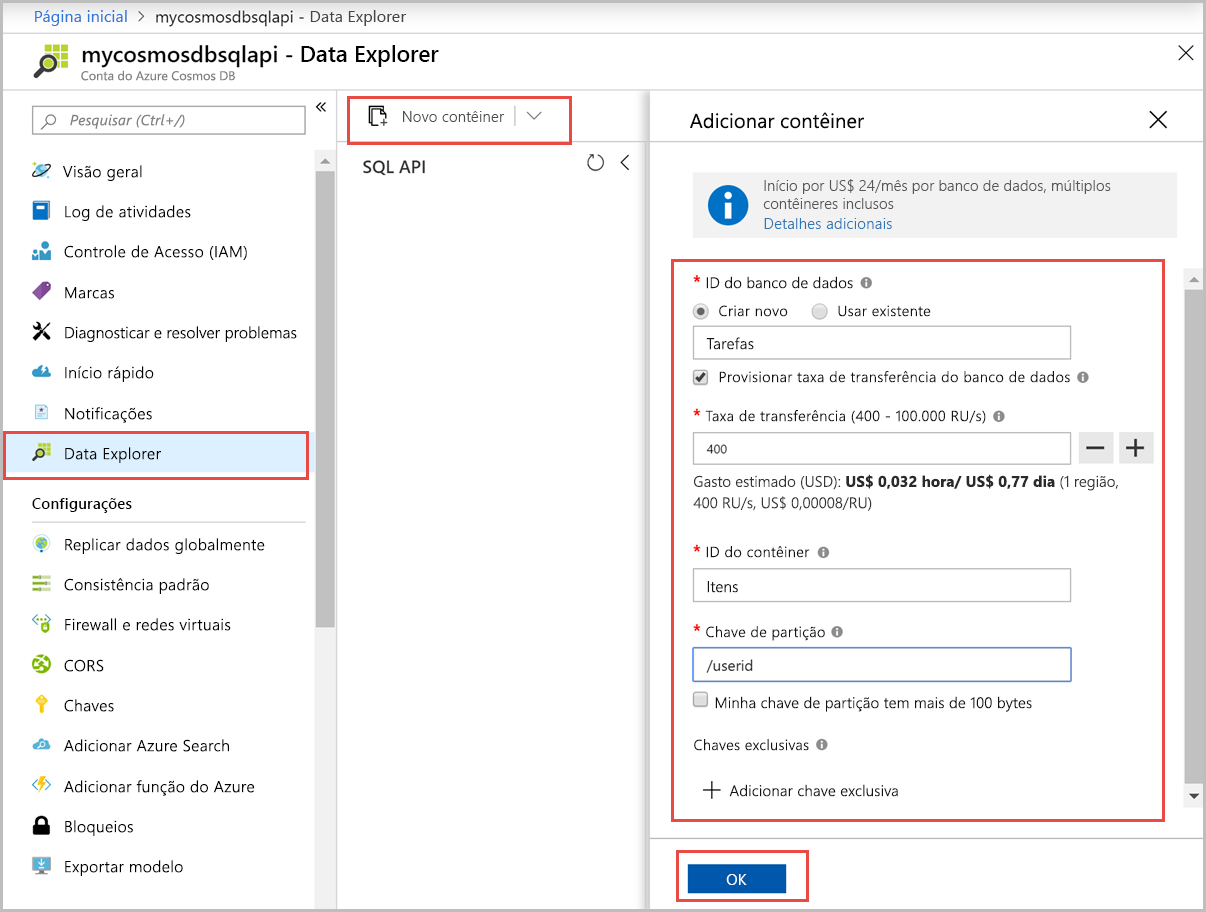 Página inicial > mycosmosdbsqlapi - Data Explorer
mycosmosdbsqlapi - Data Explorer
Conta do Azure Cosmos DB
Pesquisar (Ctrl+/)
«
Visão geral
Log de atividades
Controle de Acesso (IAM)
Marcas
Diagnosticar e resolver problemas
Início rápido
Notificações
Data Explorer
Configurações
Replicar dados globalmente
Consistência padrão
Firewall e redes virtuais
CORS
Chaves
Adicionar Azure Search
Adicionar função do Azure
Bloqueios
Exportar modelo
Novo contêiner
SQL API
Adicionar contêiner
Início por US$ 24/mês por banco de dados, múltiplos
contêineres inclusos
Detalhes adicionais
* ID do banco de dados
Criar novo Usar existente
Tarefas
Provisionar taxa de transferência do banco de dados
* Taxa de transferência (400 - 100.000 RU/s)
400
Gasto estimado (USD): US$ 0,032 hora/ US$ 0,77 dia (1 região,
400 RU/s, US$ 0,00008/RU)
* ID do contêiner
Itens
* Chave de partição
/userid
Minha chave de partição tem mais de 100 bytes
Chaves exclusivas
+ Adicionar chave exclusiva
OK